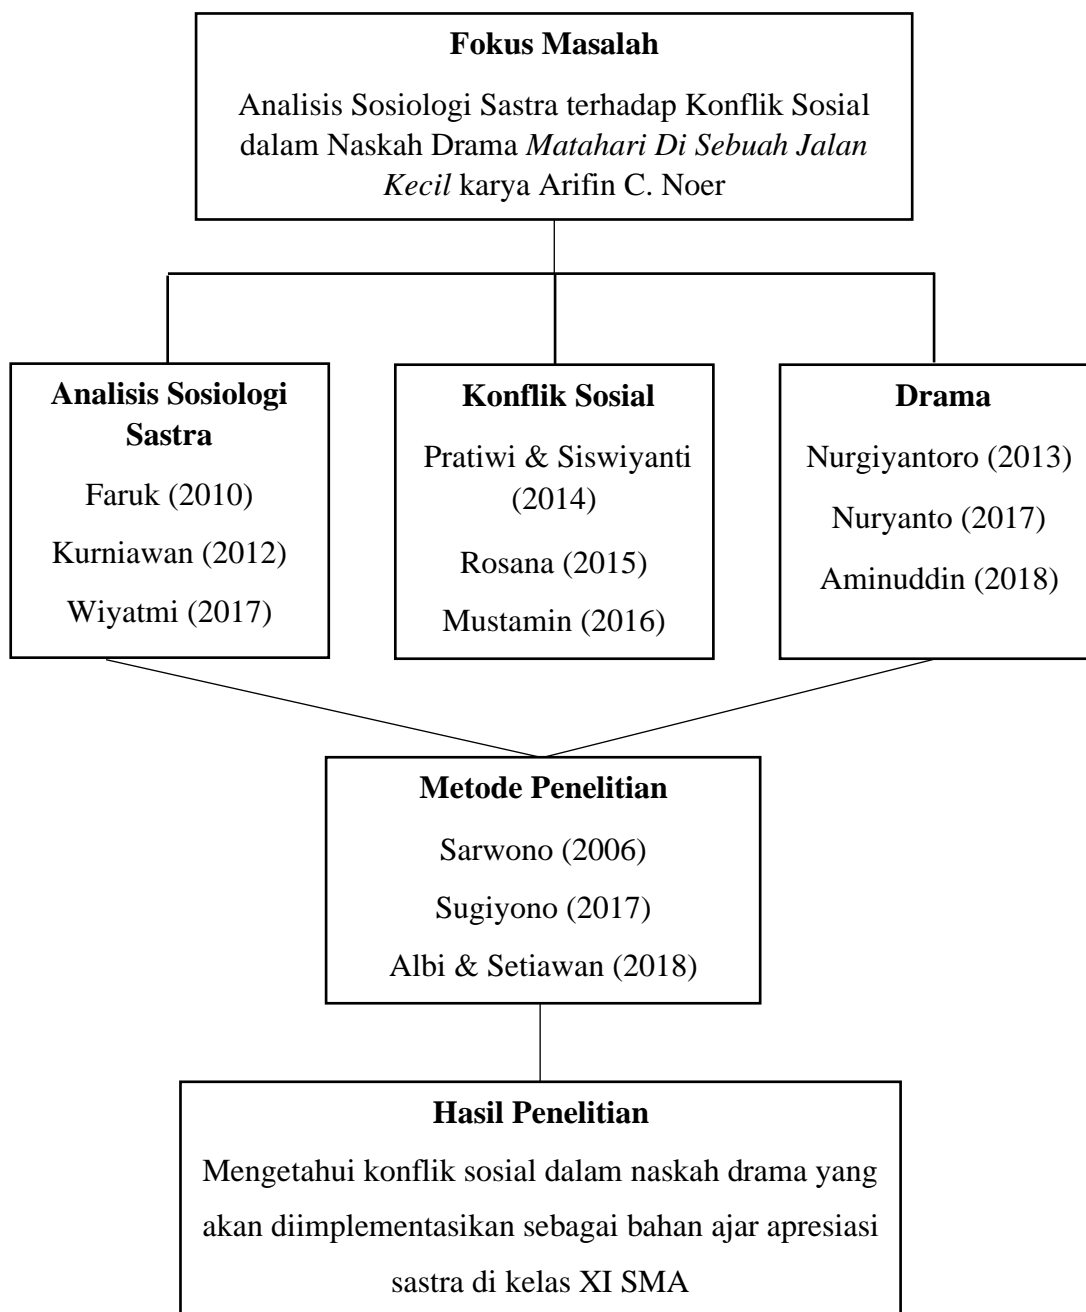 Fokus Masalah
Analisis Sosiologi Sastra terhadap Konflik Sosial
dalam Naskah Drama Matahari Di Sebuah Jalan
Kecil karya Arifin C. Noer
Analisis Sosiologi
Sastra
Faruk (2010)
Kurniawan (2012)
Wiyatmi (2017)
Konflik Sosial
Pratiwi & Siswiyanti
(2014)
Rosana (2015)
Mustamin (2016)
Drama
Nurgiyantoro (2013)
Nuryanto (2017)
Aminuddin (2018)
Metode Penelitian
Sarwono (2006)
Sugiyono (2017)
Albi & Setiawan (2018)
Hasil Penelitian
Mengetahui konflik sosial dalam naskah drama yang
akan diimplementasikan sebagai bahan ajar apresiasi
sastra di kelas XI SMA